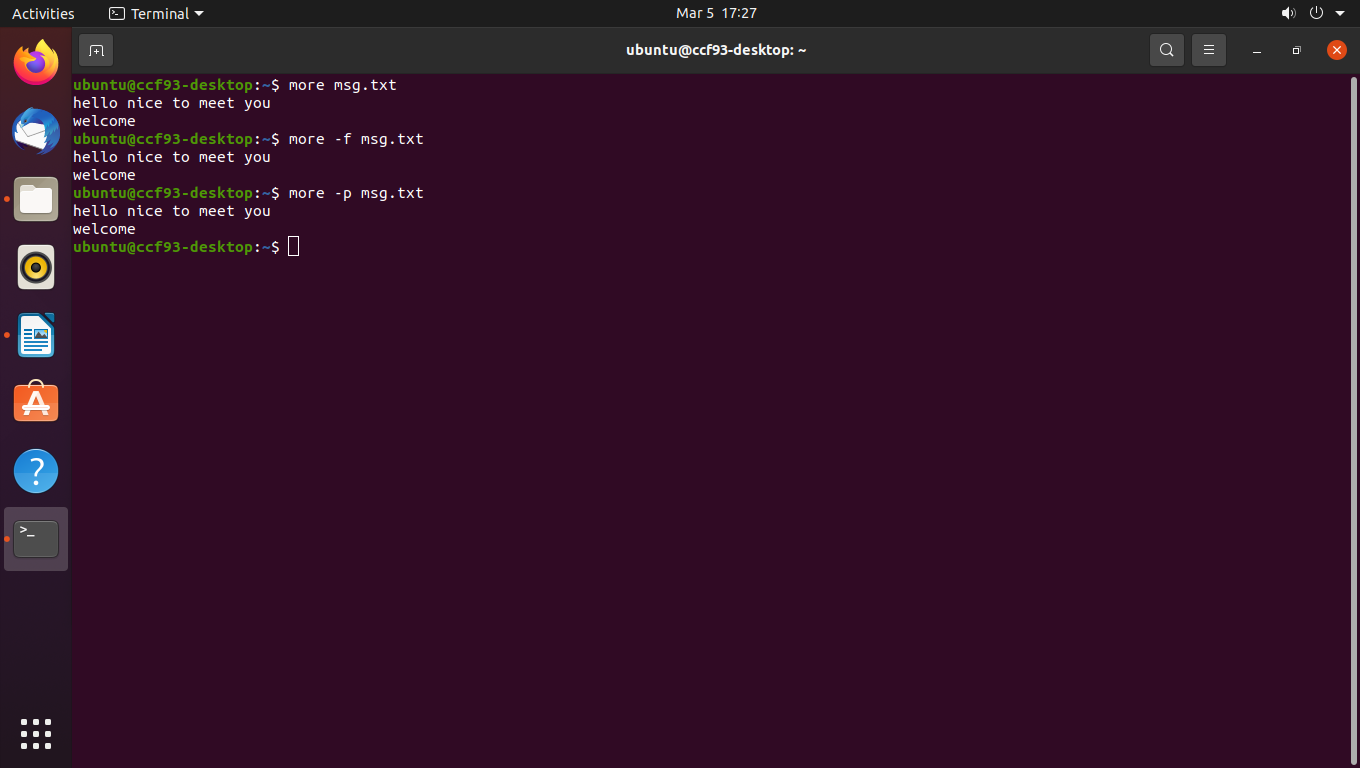 Activities
Terminal
Mar 5 17:27
ubuntu@ccf93-desktop: ~
ubuntu@ccf93-desktop:~$ more msg.txt
hello nice to meet you
welcome
ubuntu@ccf93-desktop:~$ more -f msg.txt
hello nice to meet you
welcome
ubuntu@ccf93-desktop:~$ more -p msg.txt
hello nice to meet you
welcome
ubuntu@ccf93-desktop:~$